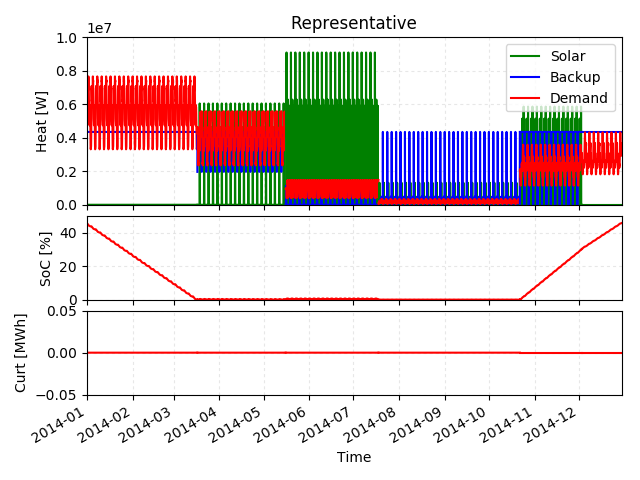 Representative
1e7
1.0
0.8
0.6
0.4
0.2
0.0
Heat [W]
Solar
Backup
Demand
40
20
0
SoC [%]
0.05
0.00
−0.05
Curt [MWh]
2014-01
2014-02
2014-03
2014-04
2014-05
2014-06
2014-07
2014-08
2014-09
2014-10
2014-11
2014-12
Time